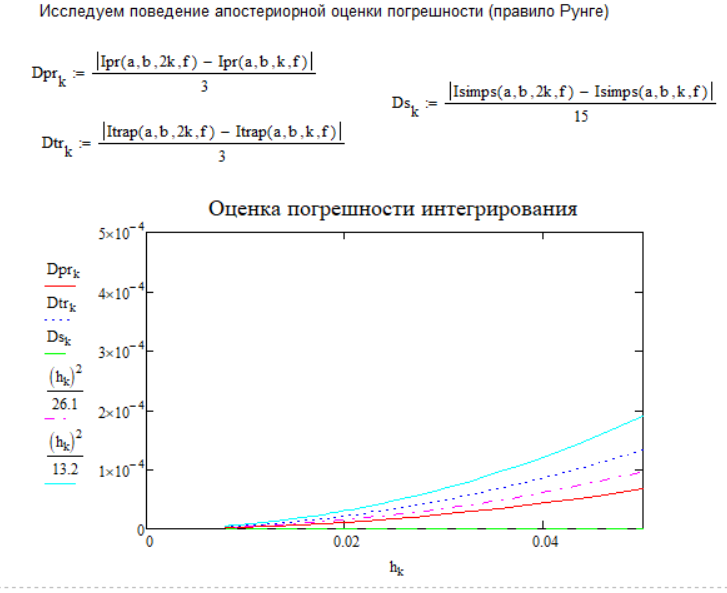 Исследуем поведение апостериорной оценки погрешности (правило Рунге)
Dpr_k := |Ipr(a,b,2k,f) − Ipr(a,b,k,f)| / 3
Ds_k := |Isimps(a,b,2k,f) − Isimps(a,b,k,f)| / 15
Dtr_k := |Itrap(a,b,2k,f) − Itrap(a,b,k,f)| / 3
Оценка погрешности интегрирования
5×10^−4
4×10^−4
3×10^−4
2×10^−4
1×10^−4
0
Dpr_k
Dtr_k
Ds_k
(h_k)^2 / 26.1
(h_k)^2 / 13.2
0 0.02 0.04
h_k